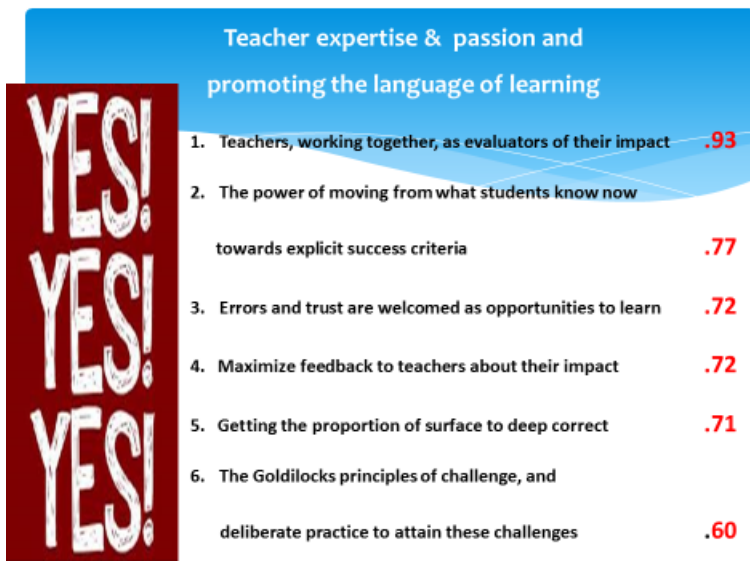 Teacher expertise & passion and
promoting the language of learning
YES!
YES!
YES!
1. Teachers, working together, as evaluators of their impact .93
2. The power of moving from what students know now
towards explicit success criteria .77
3. Errors and trust are welcomed as opportunities to learn .72
4. Maximize feedback to teachers about their impact .72
5. Getting the proportion of surface to deep correct .71
6. The Goldilocks principles of challenge, and
deliberate practice to attain these challenges .60